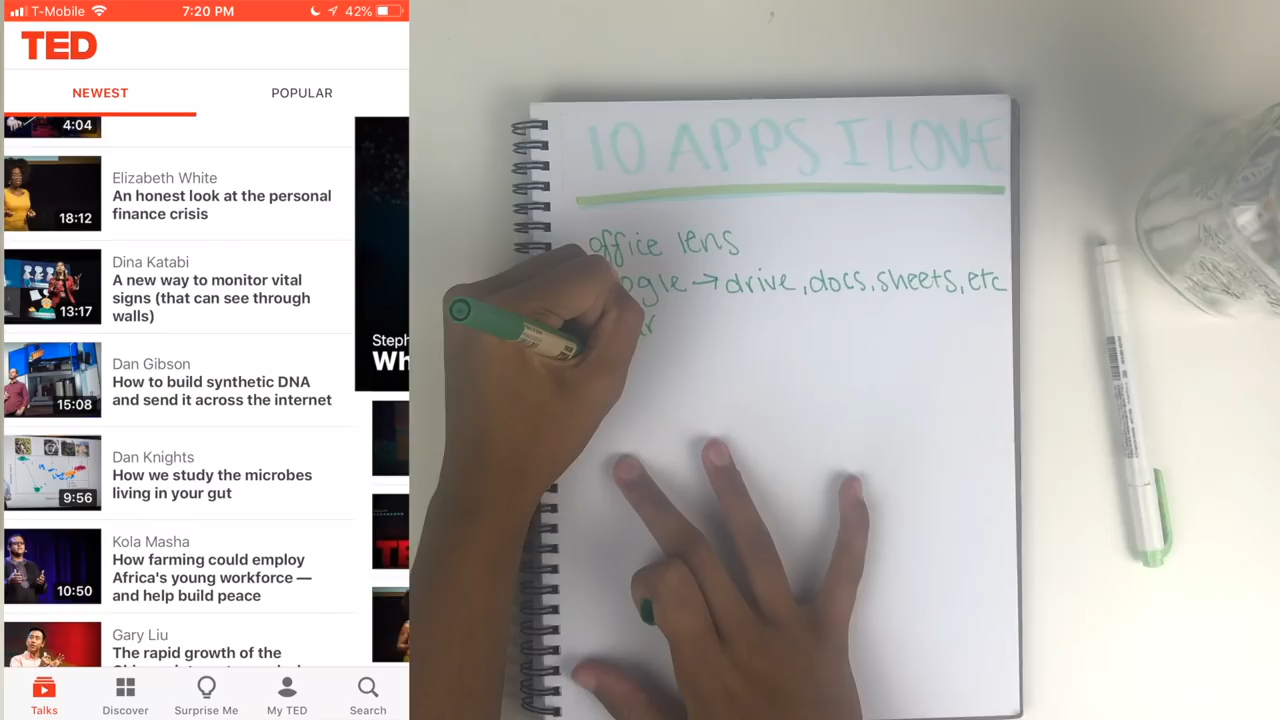 T-Mobile 7:20 PM 42%
TED
NEWEST POPULAR
4:04
Elizabeth White
An honest look at the personal
finance crisis
18:12
Dina Katabi
A new way to monitor vital
signs (that can see through
walls)
13:17
Dan Gibson
How to build synthetic DNA
and send it across the internet
15:08
Dan Knights
How we study the microbes
living in your gut
9:56
Kola Masha
How farming could employ
Africa's young workforce —
and help build peace
10:50
Gary Liu
The rapid growth of the
Steph
Wh
Talks Discover Surprise Me My TED Search
10 APPS I LOVE
office lens
ogle → drive, docs, sheets, etc